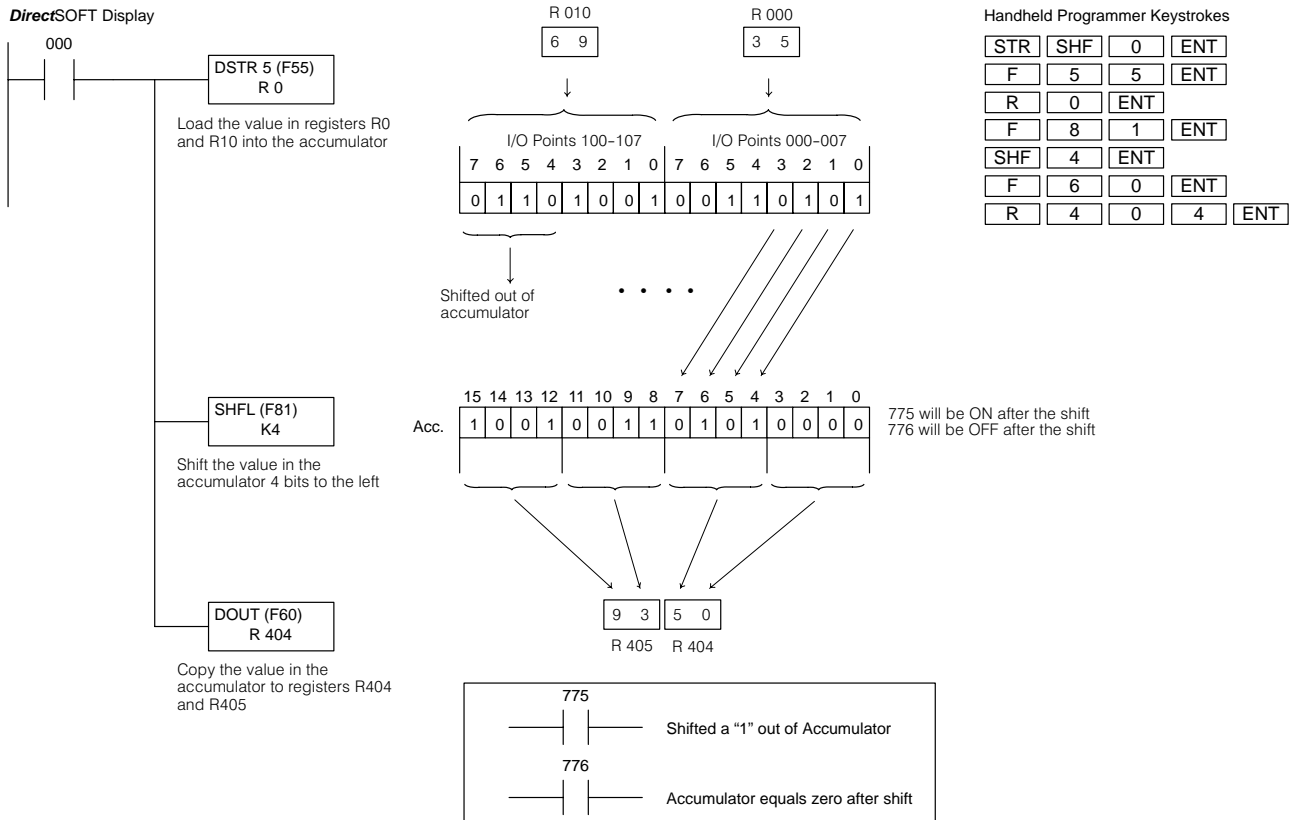 DirectSOFT Display
000
DSTR 5 (F55)
R 0
Load the value in registers R0
and R10 into the accumulator
SHFL (F81)
K4
Shift the value in the
accumulator 4 bits to the left
DOUT (F60)
R 404
Copy the value in the
accumulator to registers R404
and R405
R 010
6 9
R 000
3 5
I/O Points 100-107
I/O Points 000-007
7 6 5 4 3 2 1 0 7 6 5 4 3 2 1 0
0 1 1 0 1 0 0 1 0 0 1 1 0 1 0 1
Shifted out of
accumulator
15 14 13 12 11 10 9 8 7 6 5 4 3 2 1 0
Acc. 1 0 0 1 0 0 1 1 0 1 0 1 0 0 0 0
775 will be ON after the shift
776 will be OFF after the shift
9 3 5 0
R 405 R 404
775
Shifted a “1” out of Accumulator
776
Accumulator equals zero after shift
Handheld Programmer Keystrokes
STR SHF 0 ENT
F 5 5 ENT
R 0 ENT
F 8 1 ENT
SHF 4 ENT
F 6 0 ENT
R 4 0 4 ENT